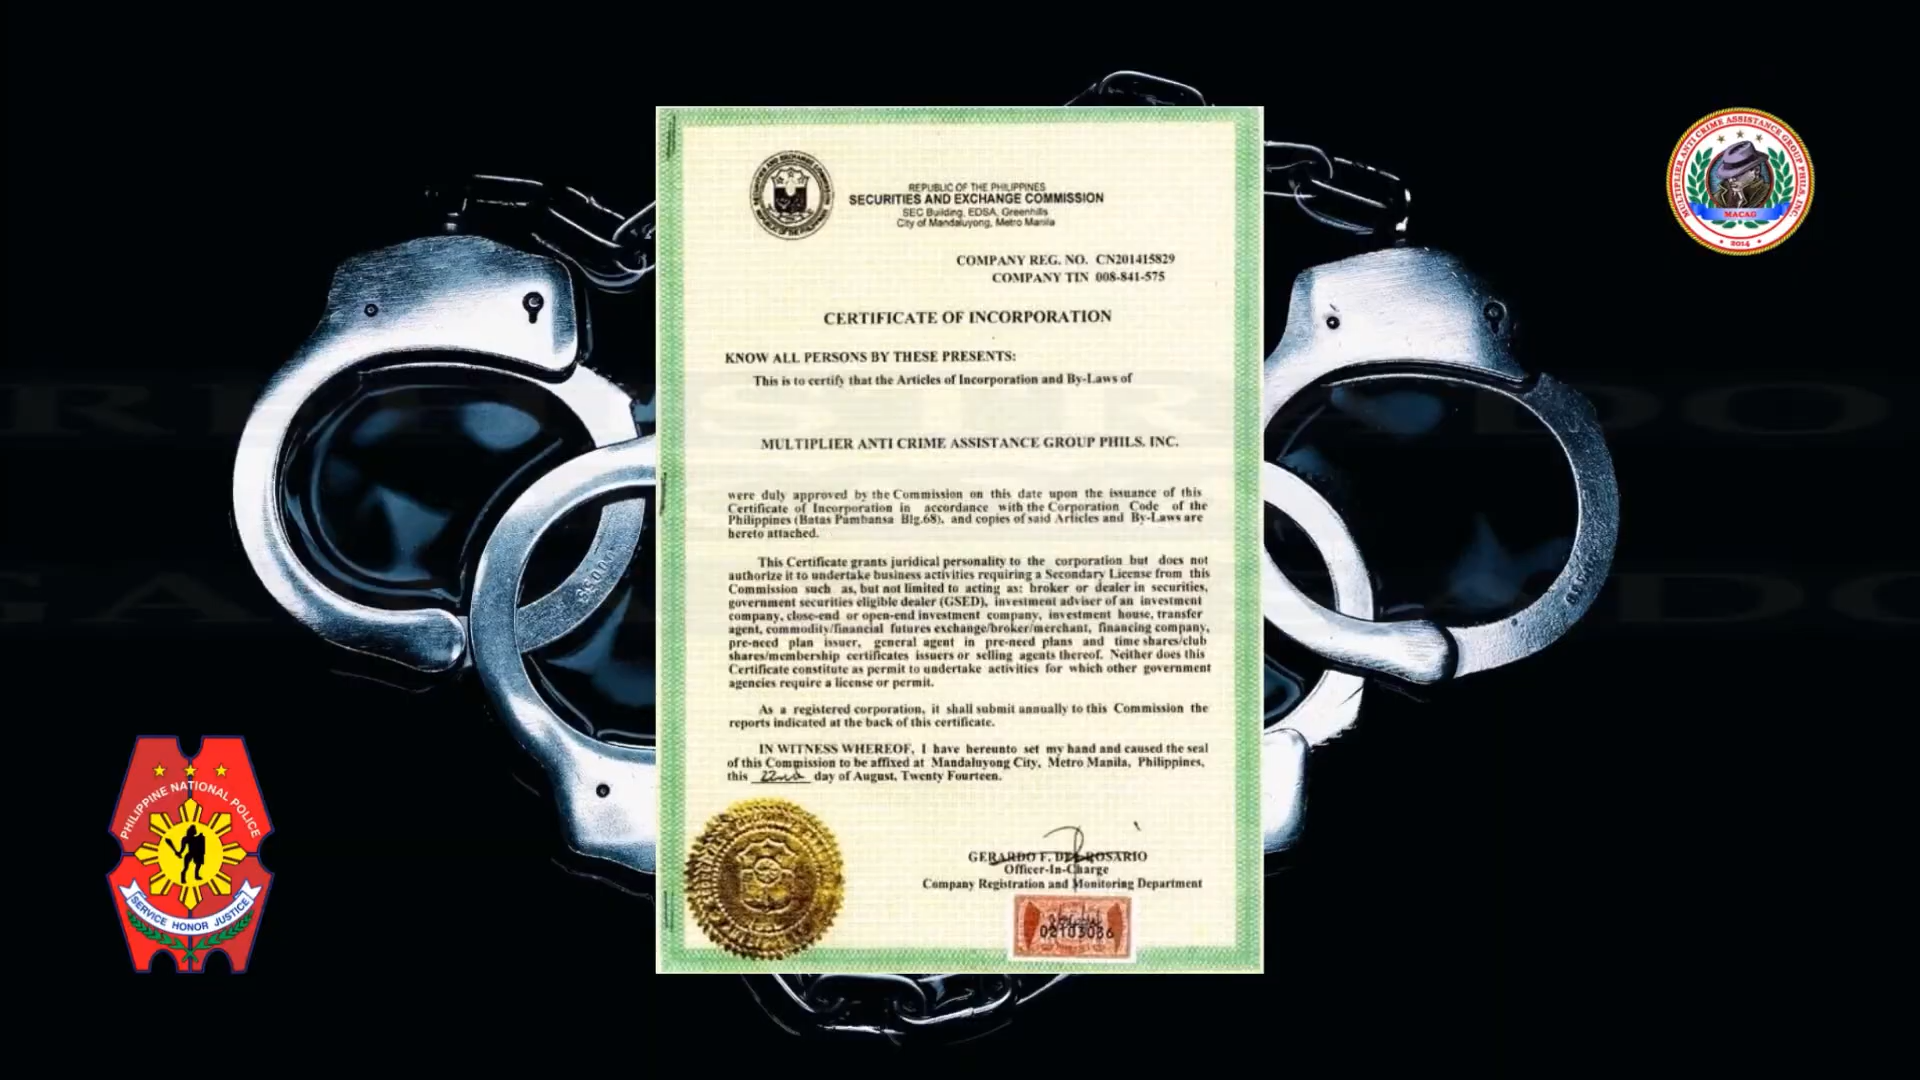 REPUBLIC OF THE PHILIPPINES
SECURITIES AND EXCHANGE COMMISSION
SEC Building, EDSA, Greenhills
City of Mandaluyong, Metro Manila
COMPANY REG. NO. CN201415829
COMPANY TIN 008-841-575
CERTIFICATE OF INCORPORATION
KNOW ALL PERSONS BY THESE PRESENTS:
This is to certify that the Articles of Incorporation and By-Laws of
MULTIPLIER ANTI CRIME ASSISTANCE GROUP PHILS. INC.
were duly approved by the Commission on this date upon the issuance of this
Certificate of Incorporation in accordance with the Corporation Code of the
Philippines (Batas Pambansa Blg.68), and copies of said Articles and By-Laws are
hereto attached.
This Certificate grants juridical personality to the corporation but does not
authorize it to undertake business activities requiring a Secondary License from this
Commission such as, but not limited to acting as: broker or dealer in securities,
government securities eligible dealer (GSED), investment adviser of an investment
company, close-end or open-end investment company, investment house, transfer
agent, commodity/financial futures exchange/broker/merchant, financing company,
pre-need plan issuer, general agent in pre-need plans and time shares/club
shares/membership certificates issuers or selling agents thereof. Neither does this
Certificate constitute as permit to undertake activities for which other government
agencies require a license or permit.
As a registered corporation, it shall submit annually to this Commission the
reports indicated at the back of this certificate.
IN WITNESS WHEREOF, I have hereunto set my hand and caused the seal
of this Commission to be affixed at Mandaluyong City, Metro Manila, Philippines,
this 22nd day of August, Twenty Fourteen.
GERARDO F. DEL ROSARIO
Officer-In-Charge
Company Registration and Monitoring Department
02103036
MULTIPLIER ANTI CRIME ASSISTANCE GROUP PHILS. INC.
MACAG
2014
PHILIPPINE NATIONAL POLICE
SERVICE HONOR JUSTICE